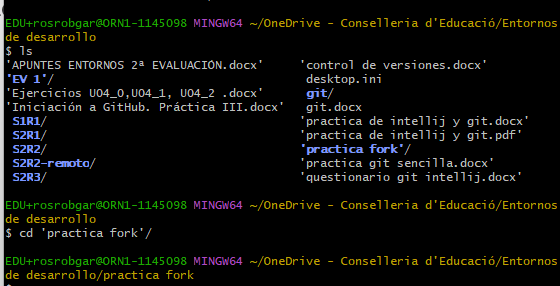 EDU+rosrobgar@ORN1-1145098 MINGW64 ~/OneDrive - Conselleria d'Educació/Entornos
de desarrollo
$ ls
'APUNTES ENTORNOS 2ª EVALUACIÓN.docx' 'control de versiones.docx'
'EV 1'/ desktop.ini
'Ejercicios UO4_O,UO4_1, UO4_2 .docx' git/
'Iniciación a GitHub. Práctica III.docx' git.docx
S1R1/ 'practica de intellij y git.docx'
S2R1/ 'practica de intellij y git.pdf'
S2R2/ 'practica fork'/
S2R2-remoto/ 'practica git sencilla.docx'
S2R3/ 'questionario git intellij.docx'
EDU+rosrobgar@ORN1-1145098 MINGW64 ~/OneDrive - Conselleria d'Educació/Entornos
de desarrollo
$ cd 'practica fork'/
EDU+rosrobgar@ORN1-1145098 MINGW64 ~/OneDrive - Conselleria d'Educació/Entornos
de desarrollo/practica fork